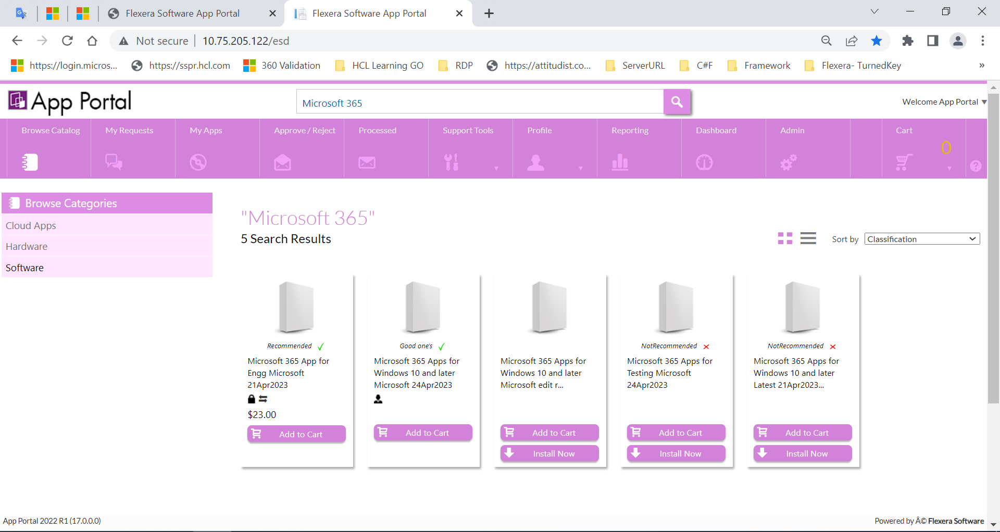 Flexera Software App Portal
Flexera Software App Portal
Not secure
10.75.205.122/esd
https://login.micros...
https://sspr.hcl.com
360 Validation
HCL Learning GO
RDP
https://attitudist.co...
ServerURL
C#F
Framework
Flexera- TurnedKey
»
App Portal
Microsoft 365
Welcome App Portal
Browse Catalog
My Requests
My Apps
Approve / Reject
Processed
Support Tools
Profile
Reporting
Dashboard
Admin
Cart
0
Browse Categories
Cloud Apps
Hardware
Software
"Microsoft 365"
5 Search Results
Sort by
Classification
Recommended
Microsoft 365 App for
Engg Microsoft
21Apr2023
$23.00
Add to Cart
Good one's
Microsoft 365 Apps for
Windows 10 and later
Microsoft 24Apr2023
Add to Cart
Microsoft 365 Apps for
Windows 10 and later
Microsoft edit r...
Add to Cart
Install Now
NotRecommended
Microsoft 365 Apps for
Testing Microsoft
24Apr2023
Add to Cart
Install Now
NotRecommended
Microsoft 365 Apps for
Windows 10 and later
Latest 21Apr2023...
Add to Cart
Install Now
App Portal 2022 R1 (17.0.0.0)
Powered by Â© Flexera Software